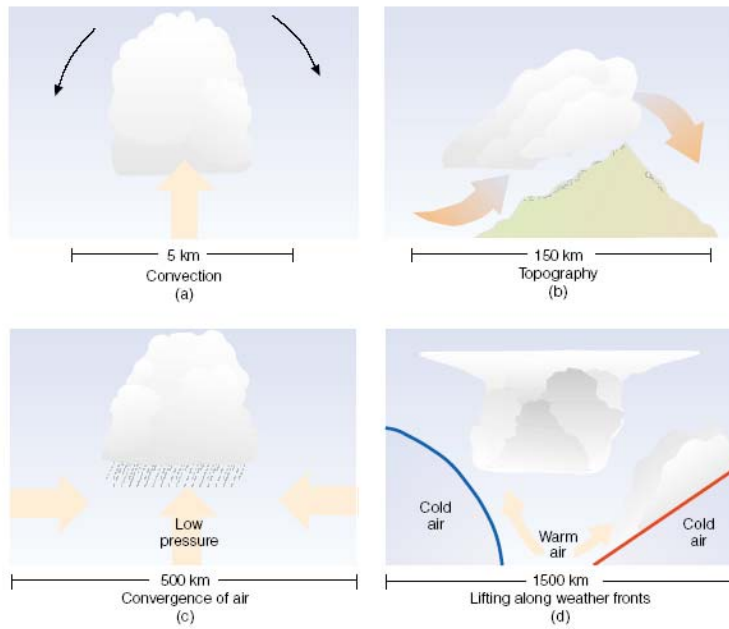 5 km
Convection
(a)
150 km
Topography
(b)
Low
pressure
500 km
Convergence of air
(c)
Cold
air
Warm
air
Cold
air
1500 km
Lifting along weather fronts
(d)